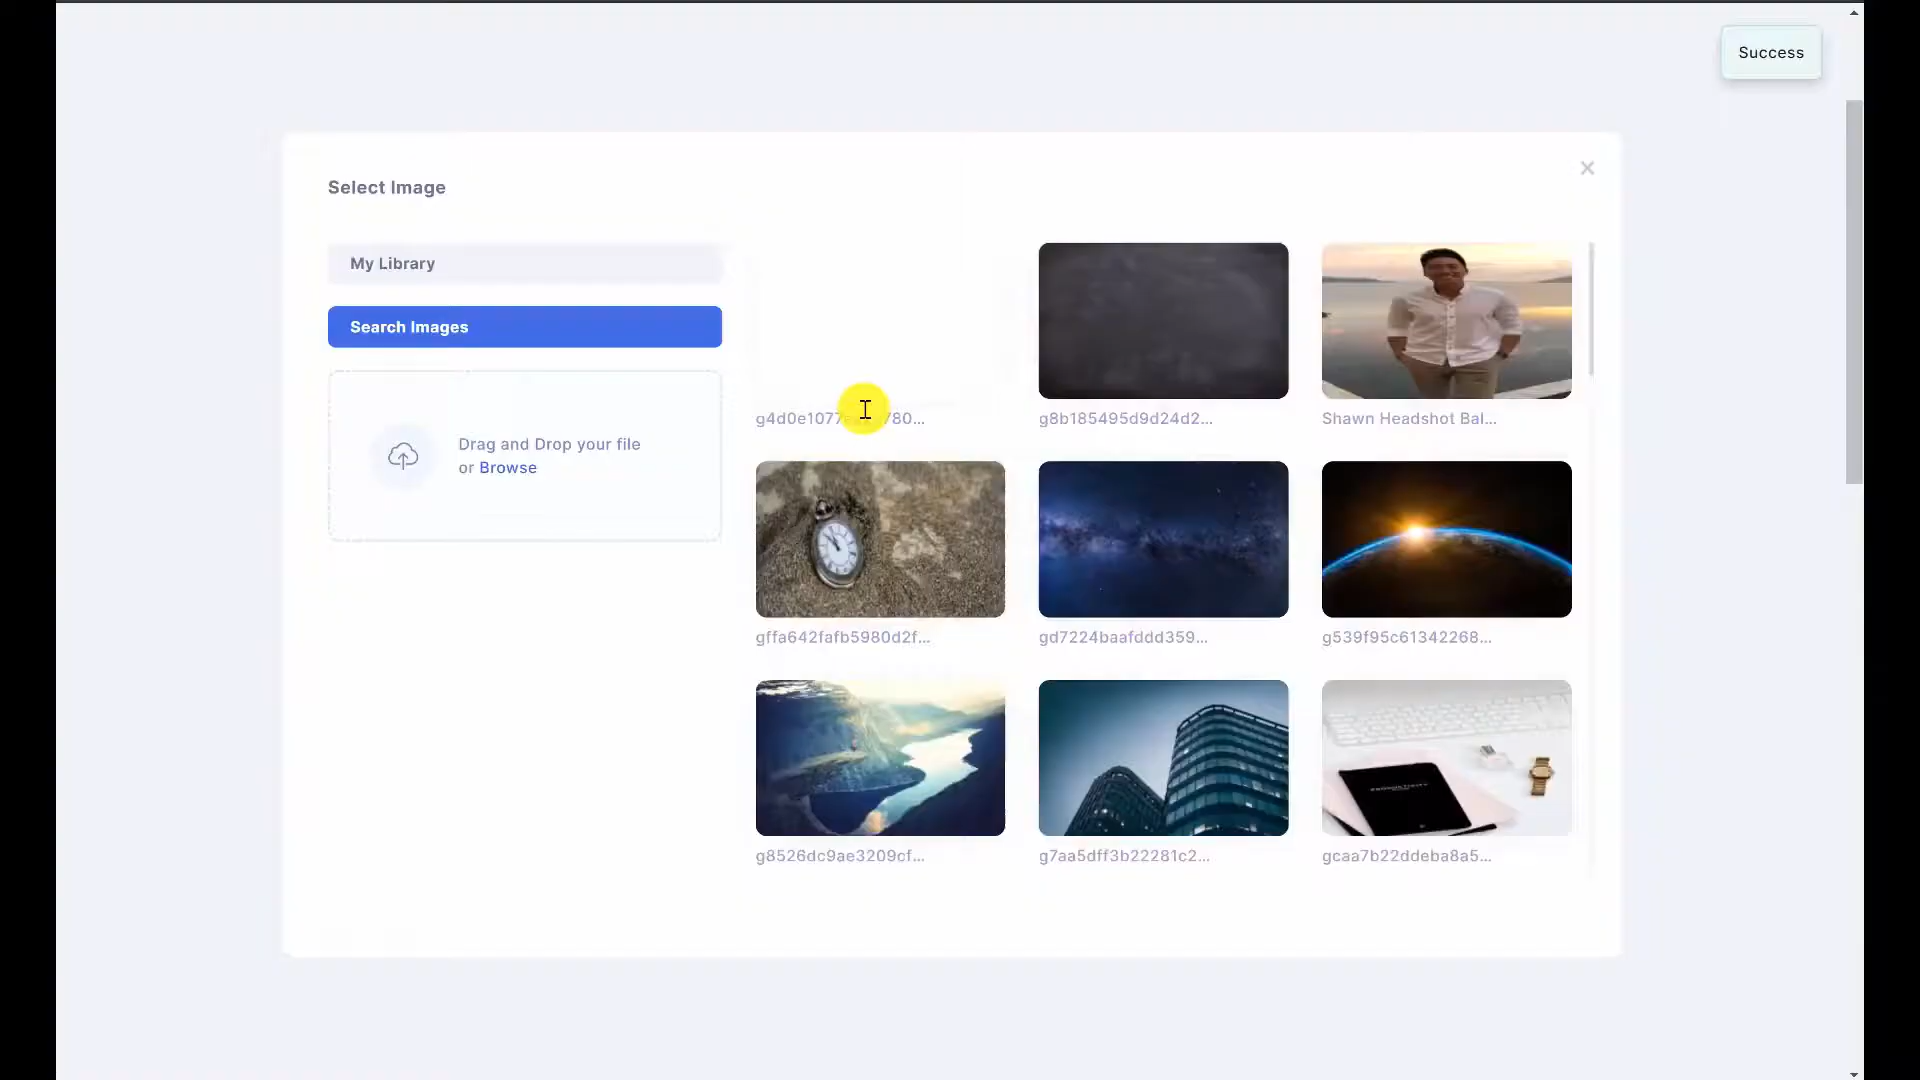 Success
Select Image
My Library
Search Images
Drag and Drop your file
or Browse
g8b185495d9d24d2...
Shawn Headshot Bal...
gffa642fafb5980d2f...
gd7224baafddd359...
g539f95c61342268...
g8526dc9ae3209cf...
g7aa5dff3b22281c2...
gcaa7b22ddeba8a5...